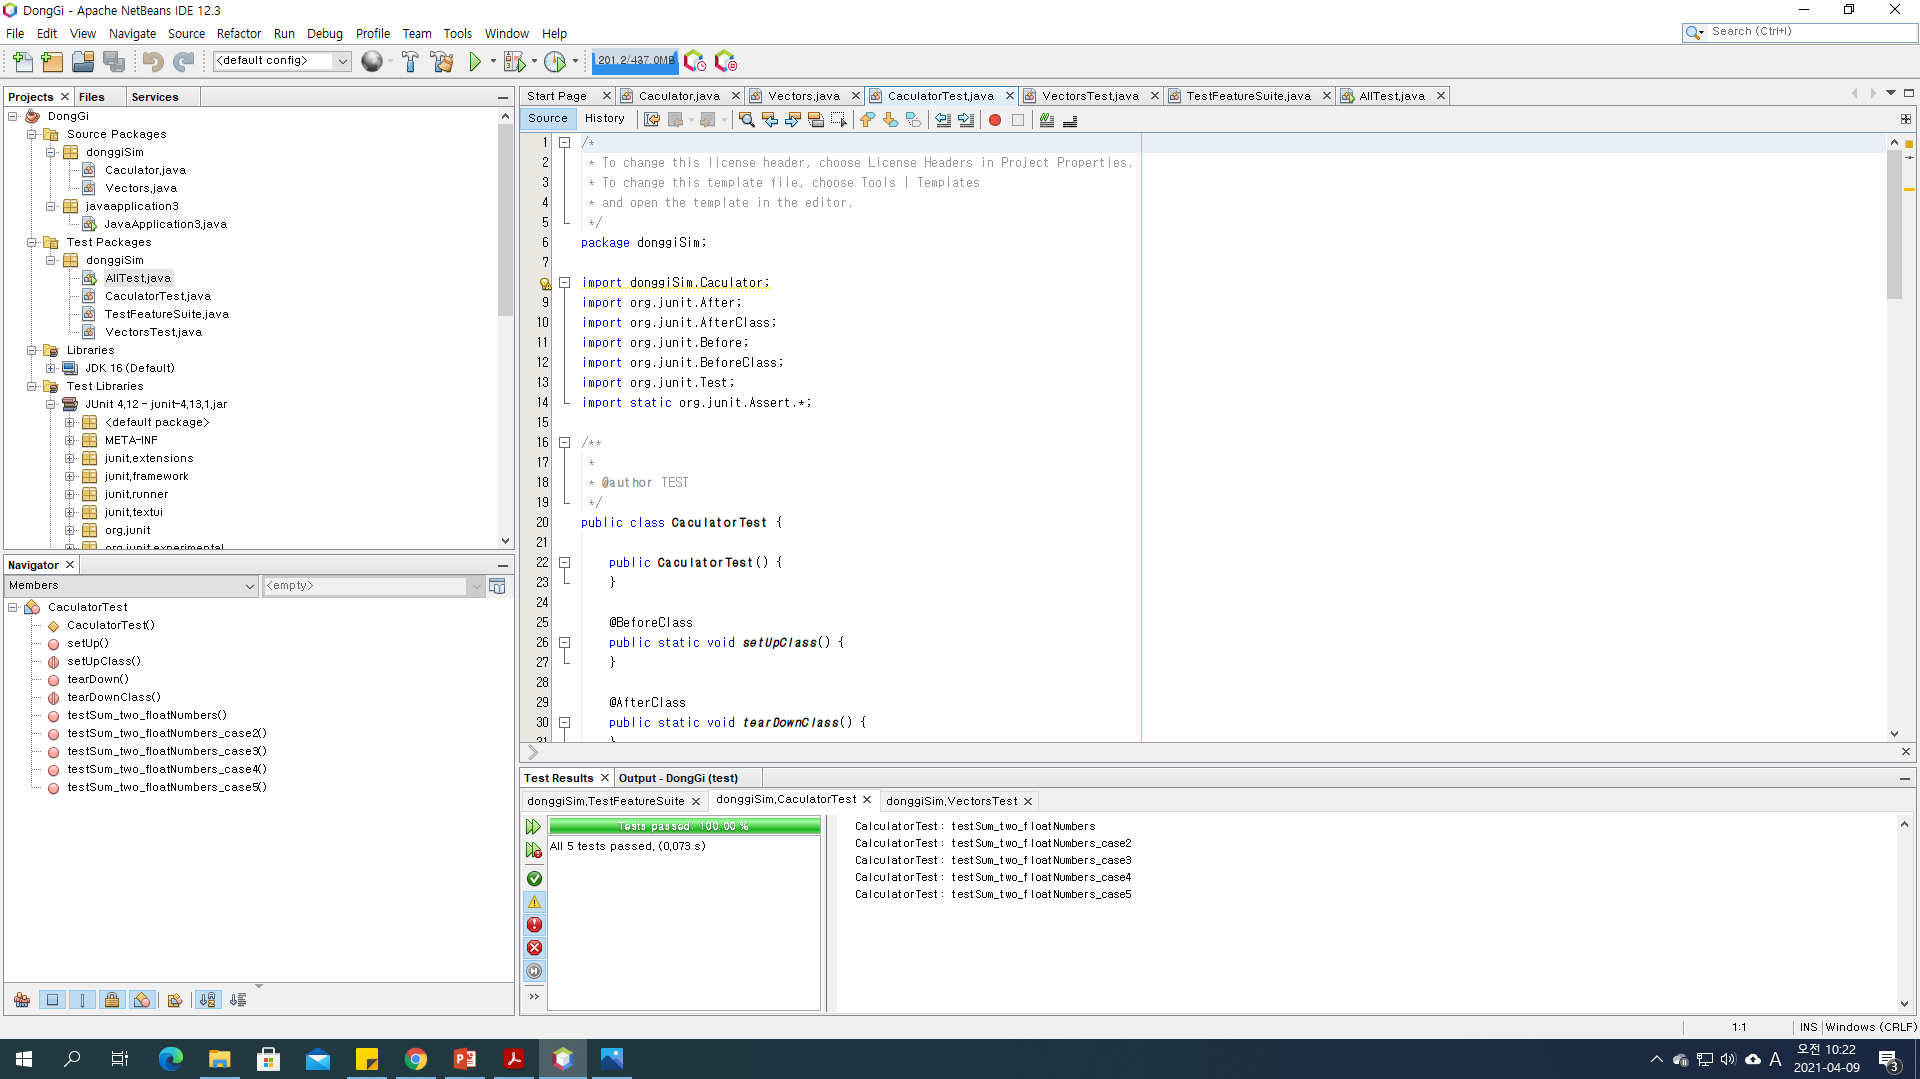 DongGi - Apache NetBeans IDE 12.3
File Edit View Navigate Source Refactor Run Debug Profile Team Tools Window Help
Search (Ctrl+I)
<default config>
201.2/437.0MB
Projects Files Services
DongGi
Source Packages
donggiSim
Caculator.java
Vectors.java
javaapplication3
JavaApplication3.java
Test Packages
donggiSim
AllTest.java
CaculatorTest.java
TestFeatureSuite.java
VectorsTest.java
Libraries
JDK 16 (Default)
Test Libraries
JUnit 4.12 - junit-4.13.1.jar
<default package>
META-INF
junit.extensions
junit.framework
junit.runner
junit.textui
org.junit
org.junit.experimental
Navigator
Members
<empty>
CaculatorTest
CaculatorTest()
setUp()
setUpClass()
tearDown()
tearDownClass()
testSum_two_floatNumbers()
testSum_two_floatNumbers_case2()
testSum_two_floatNumbers_case3()
testSum_two_floatNumbers_case4()
testSum_two_floatNumbers_case5()
Start Page Caculator.java Vectors.java CaculatorTest.java VectorsTest.java TestFeatureSuite.java AllTest.java
Source History
1 /*
2 * To change this license header, choose License Headers in Project Properties.
3 * To change this template file, choose Tools | Templates
4 * and open the template in the editor.
5 */
6 package donggiSim;
7
import donggiSim.Caculator;
9 import org.junit.After;
10 import org.junit.AfterClass;
11 import org.junit.Before;
12 import org.junit.BeforeClass;
13 import org.junit.Test;
14 import static org.junit.Assert.*;
15
16 /**
17 *
18 * @author TEST
19 */
20 public class CaculatorTest {
21
22 public CaculatorTest() {
23 }
24
25 @BeforeClass
26 public static void setUpClass() {
27 }
28
29 @AfterClass
30 public static void tearDownClass() {
31 }
Test Results Output - DongGi (test)
donggiSim.TestFeatureSuite donggiSim.CaculatorTest donggiSim.VectorsTest
Tests passed: 100.00 %
All 5 tests passed. (0.073 s)
CalculatorTest: testSum_two_floatNumbers
CalculatorTest: testSum_two_floatNumbers_case2
CalculatorTest: testSum_two_floatNumbers_case3
CalculatorTest: testSum_two_floatNumbers_case4
CalculatorTest: testSum_two_floatNumbers_case5
1:1 INS Windows (CRLF)
A
오전 10:22
2021-04-09
3